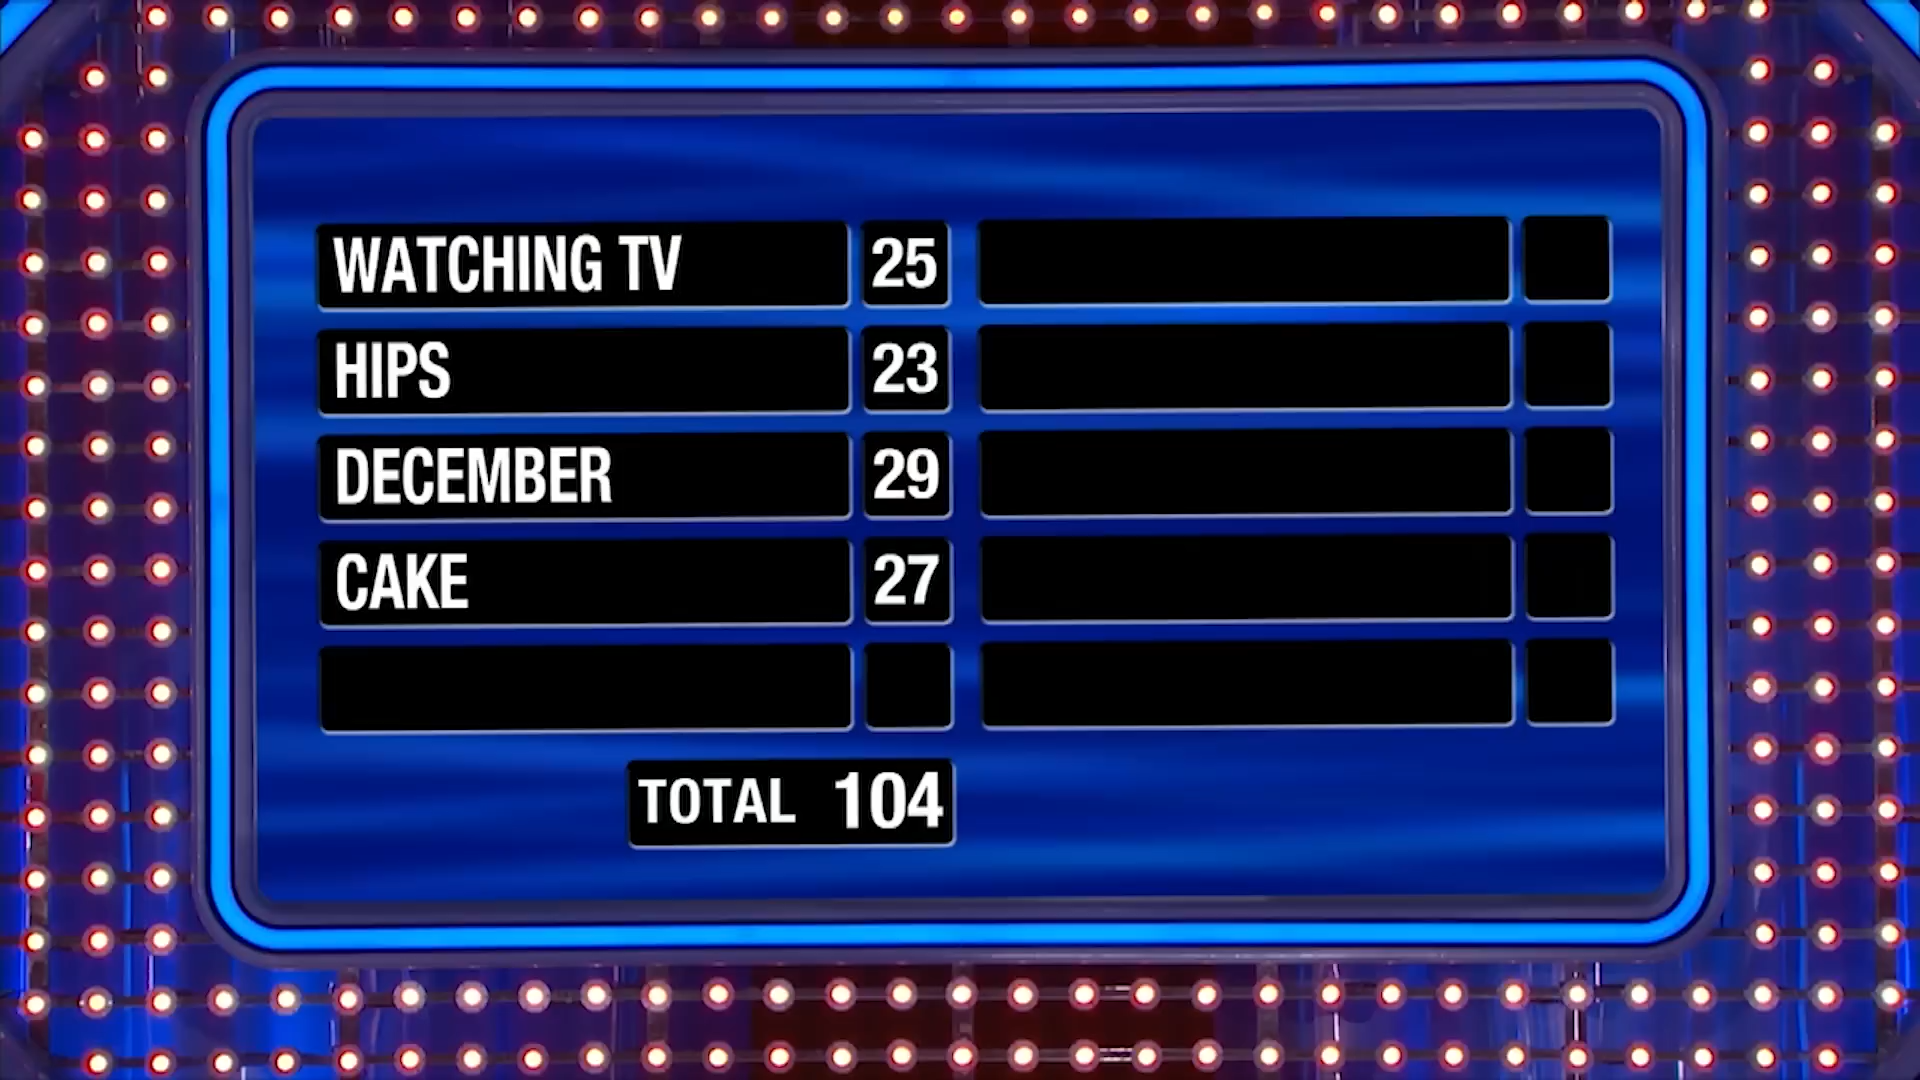 WATCHING TV 25
HIPS 23
DECEMBER 29
CAKE 27
TOTAL 104